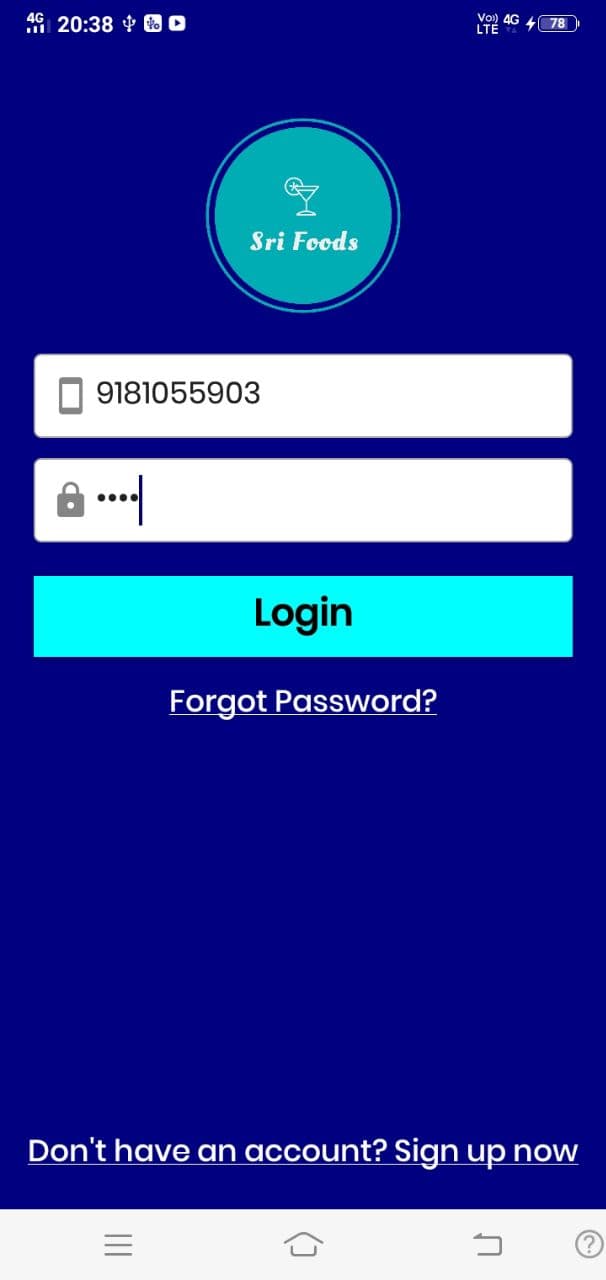 4G 20:38 Vo) 4G 78
LTE
Sri Foods
9181055903
••••
Login
Forgot Password?
Don't have an account? Sign up now